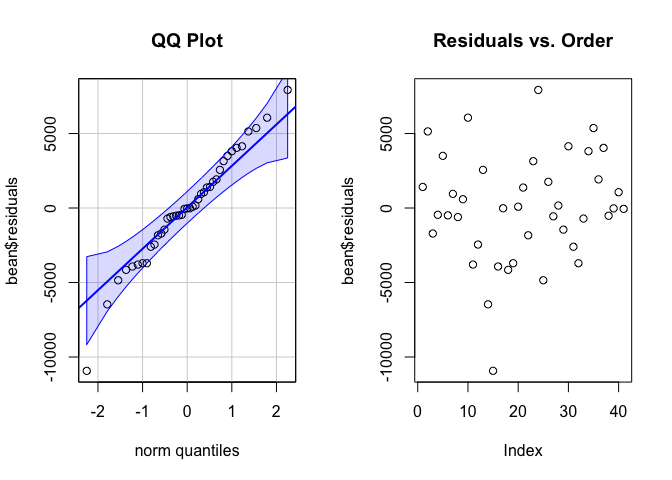 QQ Plot
bean$residuals
-10000 -5000 0 5000
-2 -1 0 1 2
norm quantiles
Residuals vs. Order
bean$residuals
-10000 -5000 0 5000
0 10 20 30 40
Index